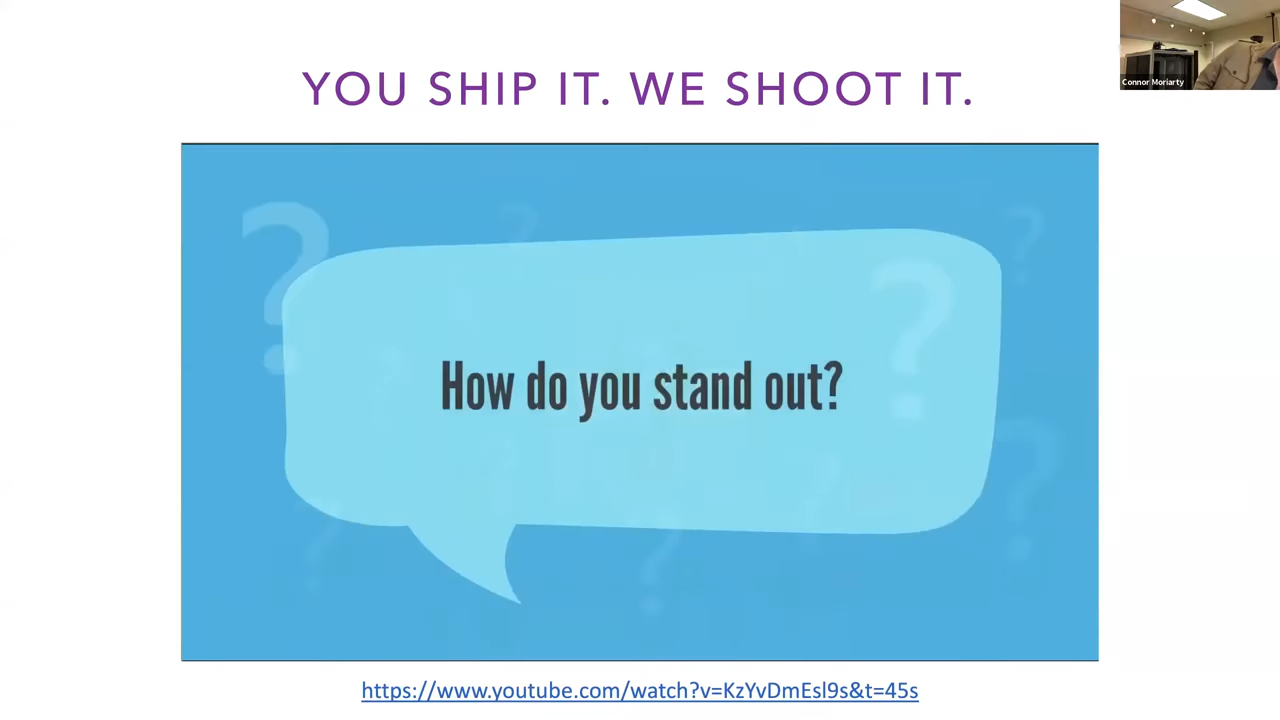 YOU SHIP IT. WE SHOOT IT.
Connor Moriarty
How do you stand out?
https://www.youtube.com/watch?v=KzYvDmEsl9s&t=45s